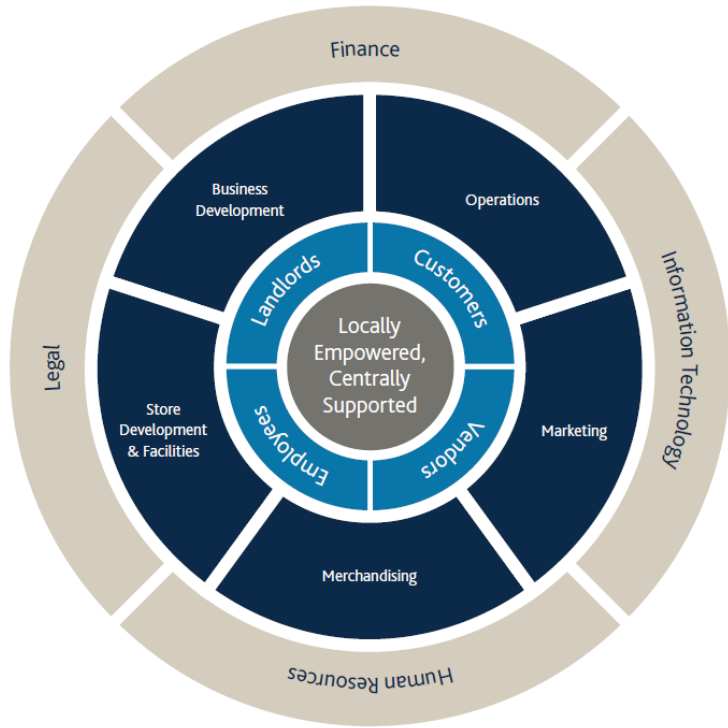 Finance
Business
Development
Operations
Landlords
Customers
Information Technology
Legal
Locally
Empowered,
Centrally
Supported
Store
Development
& Facilities
Marketing
Employees
Vendors
Merchandising
Human Resources